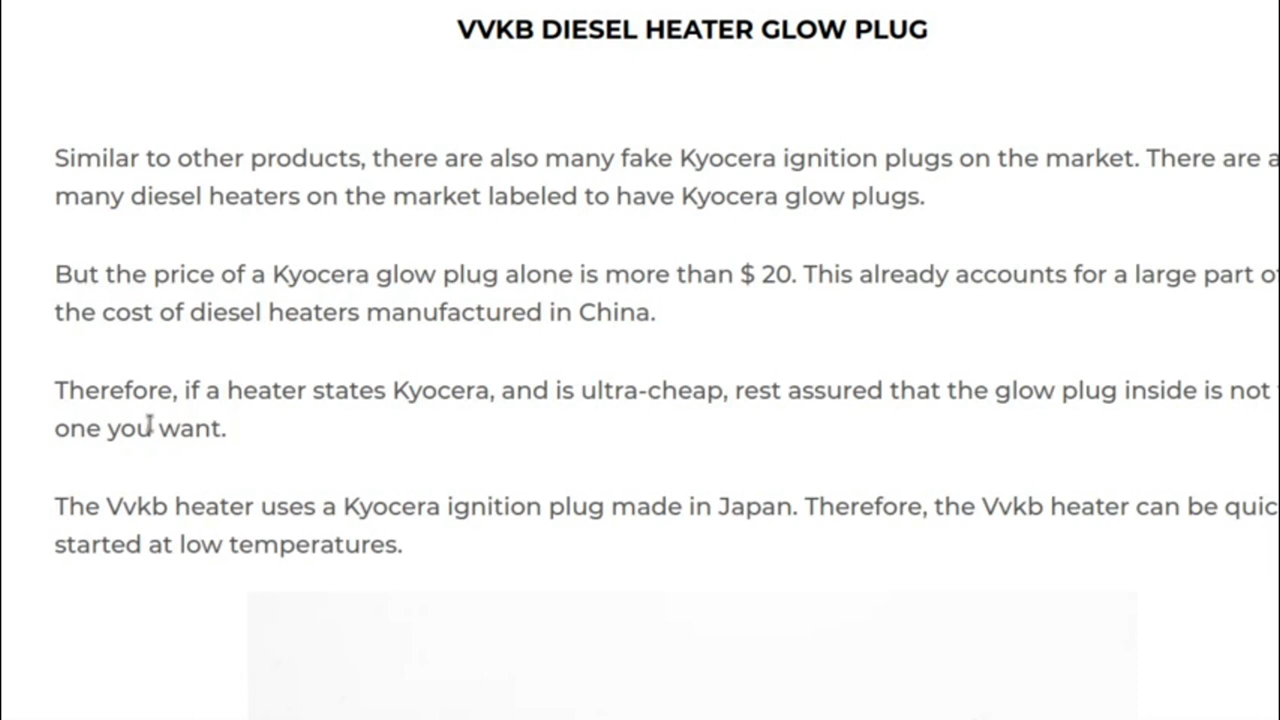 VVKB DIESEL HEATER GLOW PLUG
Similar to other products, there are also many fake Kyocera ignition plugs on the market. There are a
many diesel heaters on the market labeled to have Kyocera glow plugs.
But the price of a Kyocera glow plug alone is more than $ 20. This already accounts for a large part o
the cost of diesel heaters manufactured in China.
Therefore, if a heater states Kyocera, and is ultra-cheap, rest assured that the glow plug inside is not
one you want.
The Vvkb heater uses a Kyocera ignition plug made in Japan. Therefore, the Vvkb heater can be quic
started at low temperatures.